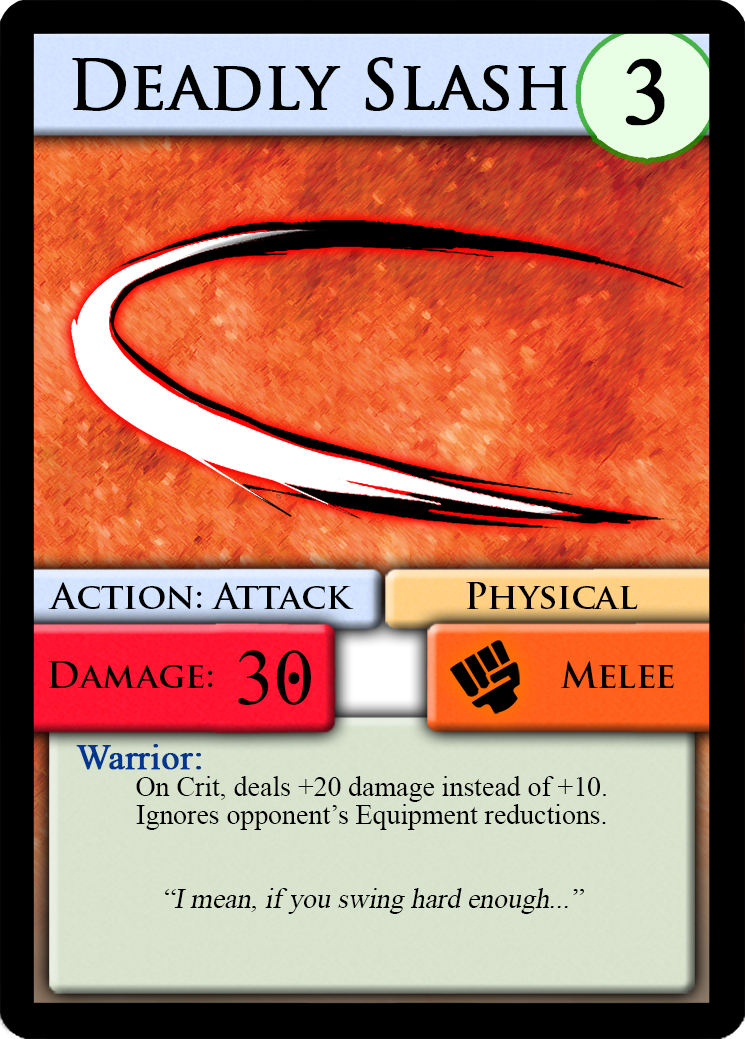 Deadly Slash
3
Action: Attack
Physical
Damage: 30
Melee
Warrior:
On Crit, deals +20 damage instead of +10.
Ignores opponent’s Equipment reductions.
“I mean, if you swing hard enough...”